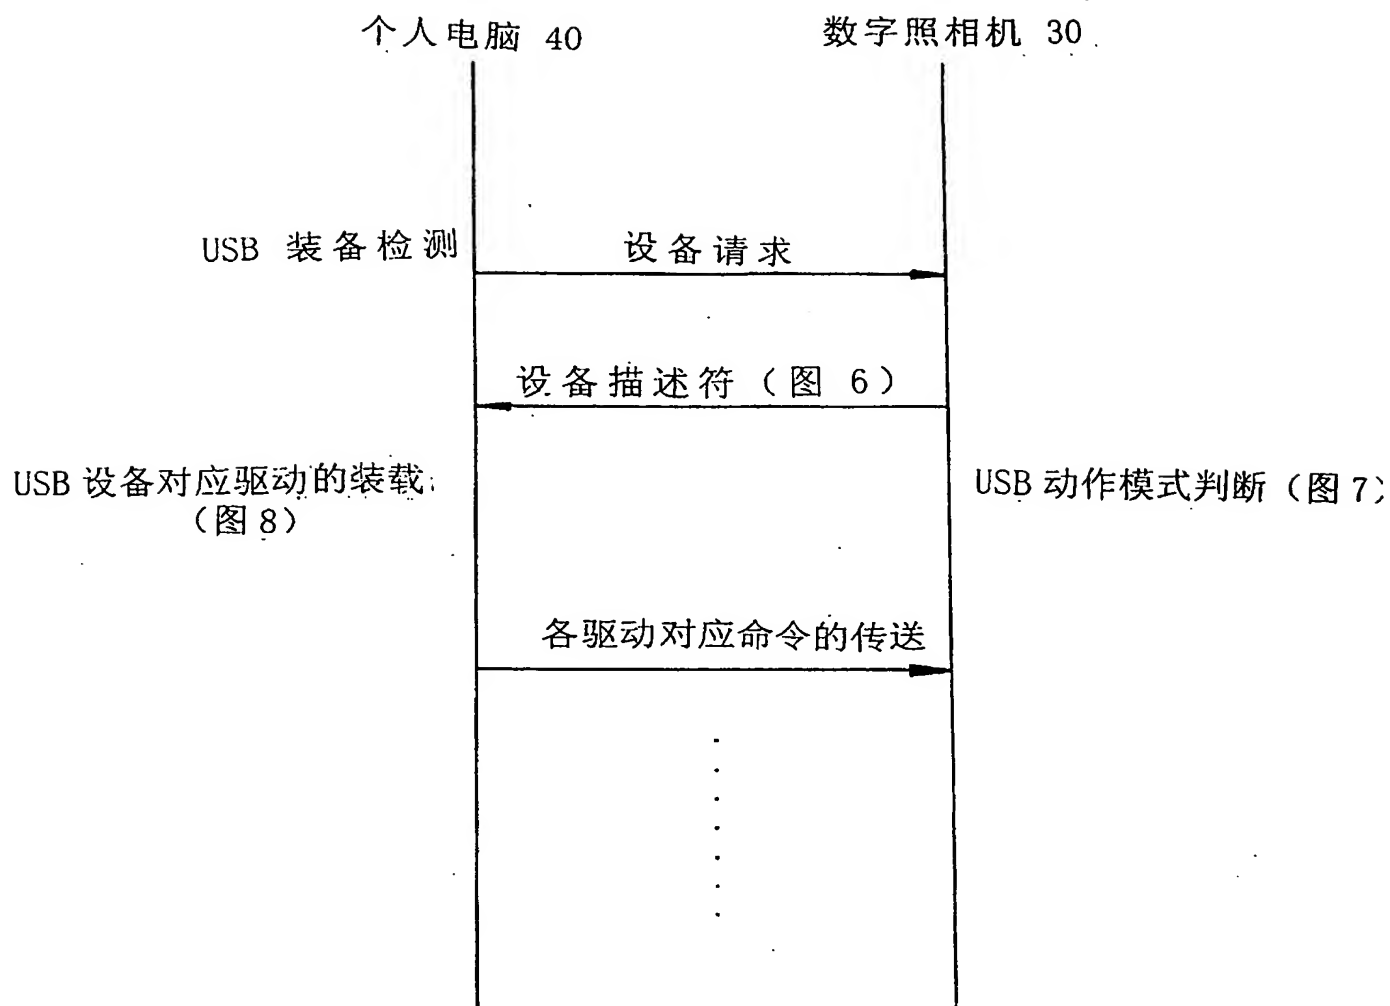 个人电脑 40
数字照相机 30
USB 装备检测
设备请求
设备描述符（图 6）
USB 设备对应驱动的装载
（图 8）
USB 动作模式判断（图 7）
各驱动对应命令的传送